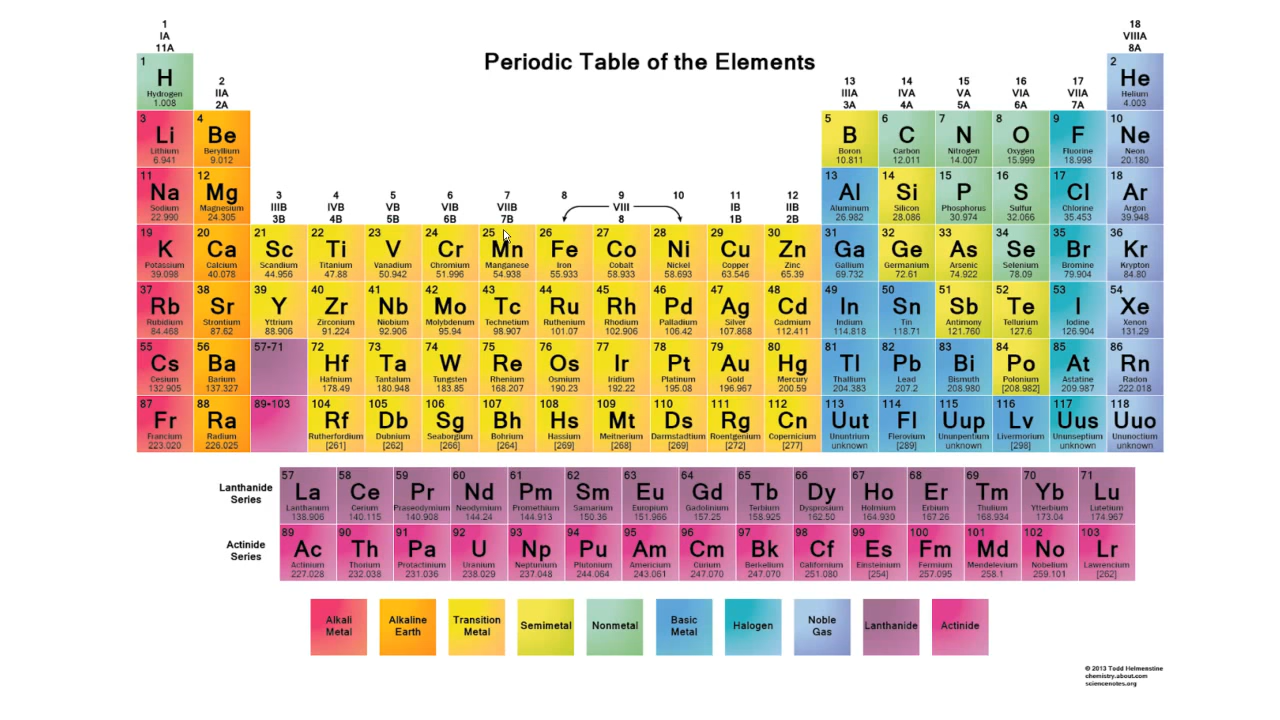 1
IA
11A
18
VIIIA
8A
Periodic Table of the Elements
1
H
Hydrogen
1.008
2
IIA
2A
13
IIIA
3A
14
IVA
4A
15
VA
5A
16
VIA
6A
17
VIIA
7A
2
He
Helium
4.003
3
Li
Lithium
6.941
4
Be
Beryllium
9.012
5
B
Boron
10.811
6
C
Carbon
12.011
7
N
Nitrogen
14.007
8
O
Oxygen
15.999
9
F
Fluorine
18.998
10
Ne
Neon
20.180
11
Na
Sodium
22.990
12
Mg
Magnesium
24.305
3
IIIB
3B
4
IVB
4B
5
VB
5B
6
VIB
6B
7
VIIB
7B
8
9
10
VIII
8
11
IB
1B
12
IIB
2B
13
Al
Aluminum
26.982
14
Si
Silicon
28.086
15
P
Phosphorus
30.974
16
S
Sulfur
32.066
17
Cl
Chlorine
35.453
18
Ar
Argon
39.948
19
K
Potassium
39.098
20
Ca
Calcium
40.078
21
Sc
Scandium
44.956
22
Ti
Titanium
47.88
23
V
Vanadium
50.942
24
Cr
Chromium
51.996
25
Mn
Manganese
54.938
26
Fe
Iron
55.933
27
Co
Cobalt
58.933
28
Ni
Nickel
58.693
29
Cu
Copper
63.546
30
Zn
Zinc
65.39
31
Ga
Gallium
69.732
32
Ge
Germanium
72.61
33
As
Arsenic
74.922
34
Se
Selenium
78.09
35
Br
Bromine
79.904
36
Kr
Krypton
84.80
37
Rb
Rubidium
84.468
38
Sr
Strontium
87.62
39
Y
Yttrium
88.906
40
Zr
Zirconium
91.224
41
Nb
Niobium
92.906
42
Mo
Molybdenum
95.94
43
Tc
Technetium
98.907
44
Ru
Ruthenium
101.07
45
Rh
Rhodium
102.906
46
Pd
Palladium
106.42
47
Ag
Silver
107.868
48
Cd
Cadmium
112.411
49
In
Indium
114.818
50
Sn
Tin
118.71
51
Sb
Antimony
121.760
52
Te
Tellurium
127.6
53
I
Iodine
126.904
54
Xe
Xenon
131.29
55
Cs
Cesium
132.905
56
Ba
Barium
137.327
57-71
72
Hf
Hafnium
178.49
73
Ta
Tantalum
180.948
74
W
Tungsten
183.85
75
Re
Rhenium
168.207
76
Os
Osmium
190.23
77
Ir
Iridium
192.22
78
Pt
Platinum
195.08
79
Au
Gold
196.967
80
Hg
Mercury
200.59
81
Tl
Thallium
204.383
82
Pb
Lead
207.2
83
Bi
Bismuth
208.980
84
Po
Polonium
[208.982]
85
At
Astatine
209.987
86
Rn
Radon
222.018
87
Fr
Francium
223.020
88
Ra
Radium
226.025
89-103
104
Rf
Rutherfordium
[261]
105
Db
Dubnium
[262]
106
Sg
Seaborgium
[266]
107
Bh
Bohrium
[264]
108
Hs
Hassium
[269]
109
Mt
Meitnerium
[268]
110
Ds
Darmstadtium
[269]
111
Rg
Roentgenium
[272]
112
Cn
Copernicium
[277]
113
Uut
Ununtrium
unknown
114
Fl
Flerovium
[289]
115
Uup
Ununpentium
unknown
116
Lv
Livermorium
[298]
117
Uus
Ununseptium
unknown
118
Uuo
Ununoctium
unknown
Lanthanide
Series
57
La
Lanthanum
138.906
58
Ce
Cerium
140.115
59
Pr
Praseodymium
140.908
60
Nd
Neodymium
144.24
61
Pm
Promethium
144.913
62
Sm
Samarium
150.36
63
Eu
Europium
151.966
64
Gd
Gadolinium
157.25
65
Tb
Terbium
158.925
66
Dy
Dysprosium
162.50
67
Ho
Holmium
164.930
68
Er
Erbium
167.26
69
Tm
Thulium
168.934
70
Yb
Ytterbium
173.04
71
Lu
Lutetium
174.967
Actinide
Series
89
Ac
Actinium
227.028
90
Th
Thorium
232.038
91
Pa
Protactinium
231.036
92
U
Uranium
238.029
93
Np
Neptunium
237.048
94
Pu
Plutonium
244.064
95
Am
Americium
243.061
96
Cm
Curium
247.070
97
Bk
Berkelium
247.070
98
Cf
Californium
251.080
99
Es
Einsteinium
[254]
100
Fm
Fermium
257.095
101
Md
Mendelevium
258.1
102
No
Nobelium
259.101
103
Lr
Lawrencium
[262]
Alkali
Metal
Alkaline
Earth
Transition
Metal
Semimetal
Nonmetal
Basic
Metal
Halogen
Noble
Gas
Lanthanide
Actinide
© 2013 Todd Helmenstine
chemistry.about.com
sciencenotes.org